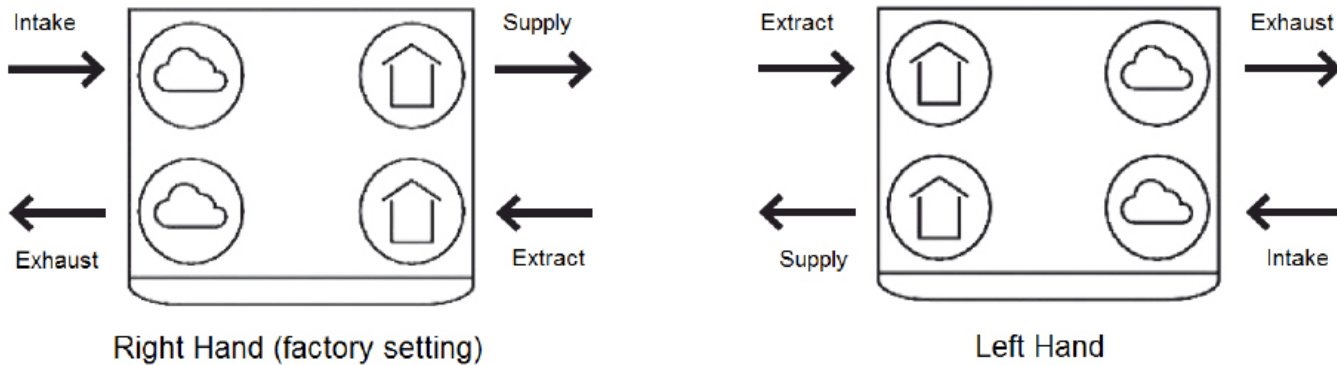 Intake
Supply
Exhaust
Extract
Right Hand (factory setting)
Extract
Exhaust
Supply
Intake
Left Hand